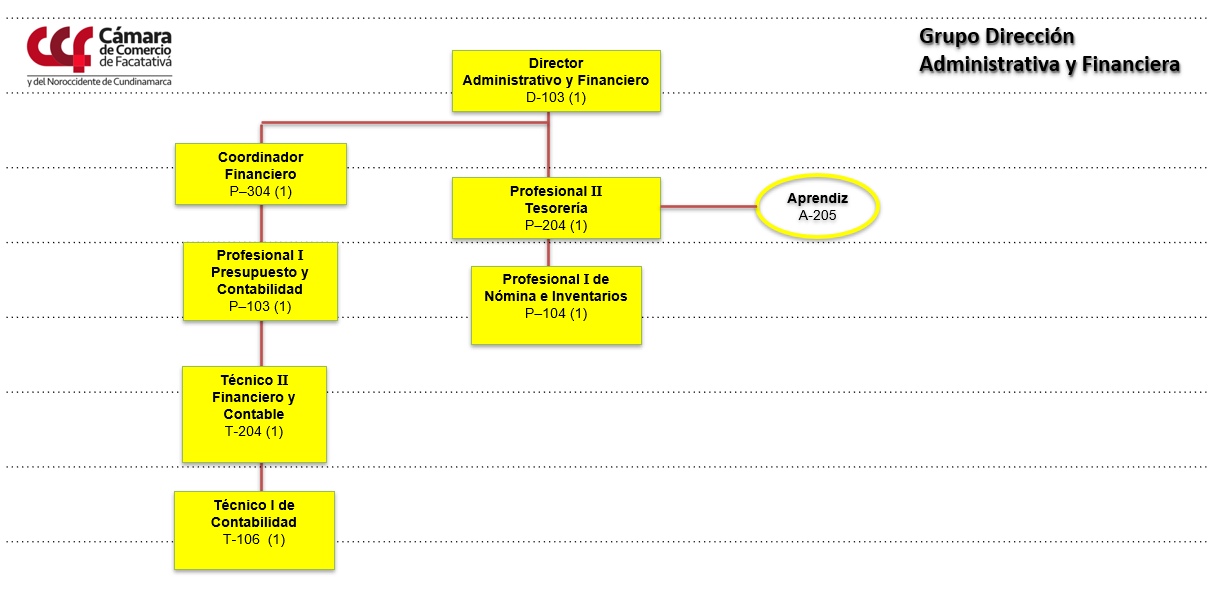 CCF
Cámara
de Comercio
de Facatativá
y del Noroccidente de Cundinamarca
Grupo Dirección
Administrativa y Financiera
Director
Administrativo y Financiero
D-103 (1)
Coordinador
Financiero
P–304 (1)
Profesional II
Tesorería
P–204 (1)
Aprendiz
A-205
Profesional I
Presupuesto y
Contabilidad
P–103 (1)
Profesional I de
Nómina e Inventarios
P–104 (1)
Técnico II
Financiero y
Contable
T-204 (1)
Técnico I de
Contabilidad
T-106  (1)